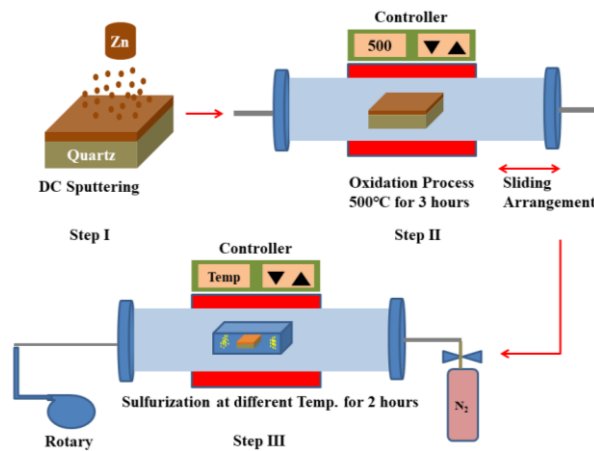 Controller
Zn
500
Quartz
DC Sputtering
Oxidation Process
500°C for 3 hours
Sliding
Arrangement
Step I
Step II
Controller
Temp
Sulfurization at different Temp. for 2 hours
N₂
Rotary
Step III